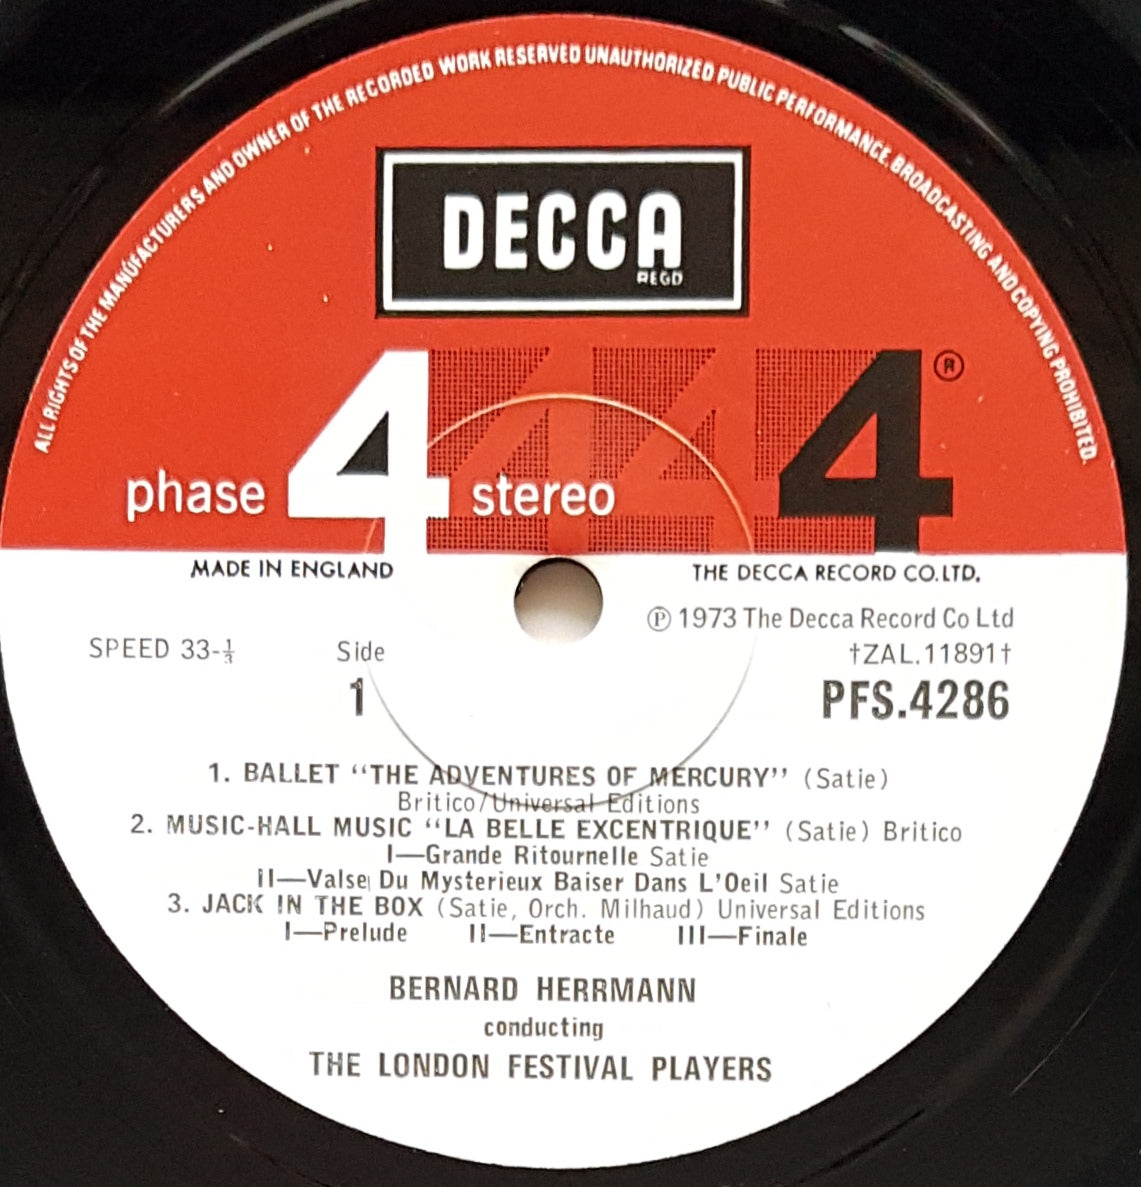 ALL RIGHTS OF THE MANUFACTURERS AND OWNER OF THE RECORDED WORK RESERVED UNAUTHORIZED PUBLIC PERFORMANCE, BROADCASTING AND COPYING PROHIBITED.
DECCA
REGD
4 ®
phase 4 stereo
MADE IN ENGLAND
THE DECCA RECORD CO. LTD.
℗ 1973 The Decca Record Co Ltd
SPEED 33-⅓
Side
†ZAL.11891†
1
PFS.4286
1. BALLET “THE ADVENTURES OF MERCURY” (Satie)
Britico/Universal Editions
2. MUSIC-HALL MUSIC “LA BELLE EXCENTRIQUE” (Satie) Britico
I—Grande Ritournelle Satie
II—Valse Du Mysterieux Baiser Dans L’Oeil Satie
3. JACK IN THE BOX (Satie, Orch. Milhaud) Universal Editions
I—Prelude II—Entracte III—Finale
BERNARD HERRMANN
conducting
THE LONDON FESTIVAL PLAYERS